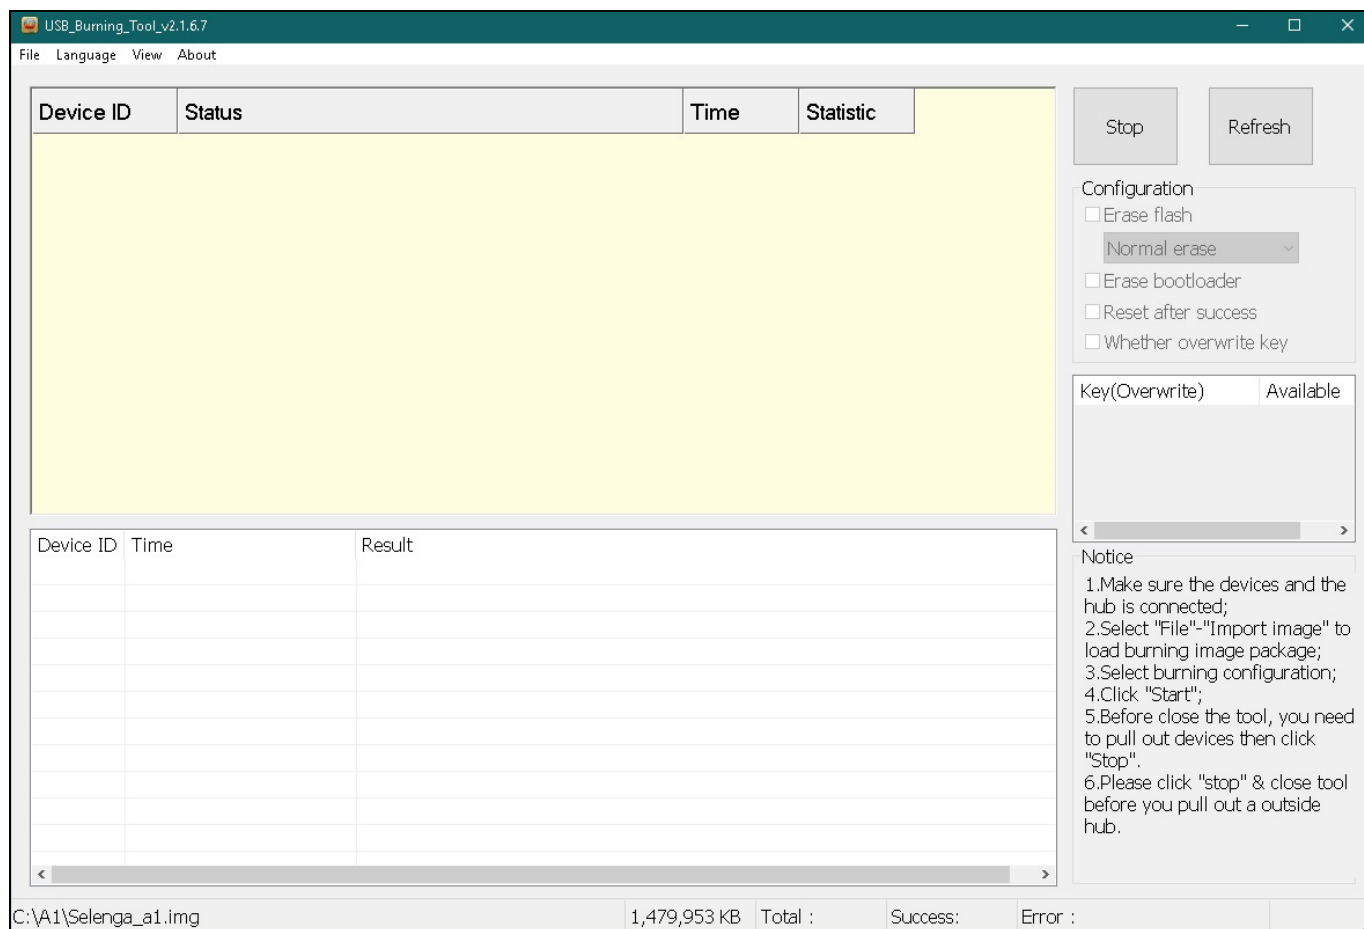 USB_Burning_Tool_v2.1.6.7
File Language View About
Device ID Status Time Statistic
Stop Refresh
Configuration
Erase flash
Normal erase
Erase bootloader
Reset after success
Whether overwrite key
Key(Overwrite) Available
Device ID Time Result
Notice
1.Make sure the devices and the
hub is connected;
2.Select "File"-"Import image" to
load burning image package;
3.Select burning configuration;
4.Click "Start";
5.Before close the tool, you need
to pull out devices then click
"Stop".
6.Please click "stop" & close tool
before you pull out a outside
hub.
C:\A1\Selenga_a1.img 1,479,953 KB Total : Success: Error :